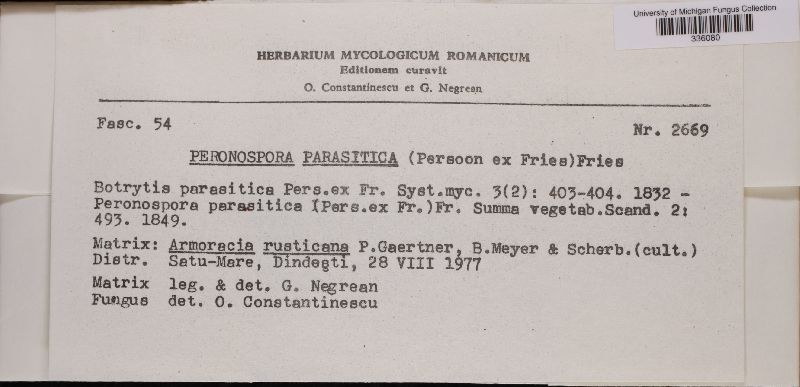 University of Michigan Fungus Collection
336080
HERBARIUM MYCOLOGICUM ROMANICUM
Editionem curavit
O. Constantinescu et G. Negrean
Fasc. 54
Nr. 2669
PERONOSPORA PARASITICA (Persoon ex Fries)Fries
Botrytis parasitica Pers.ex Fr. Syst.myc. 3(2): 403-404. 1832 -
Peronospora parasitica (Pers.ex Fr.)Fr. Summa vegetab.Scand. 2:
493. 1849.
Matrix: Armoracia rusticana P.Gaertner, B.Meyer & Scherb.(cult.)
Distr. Satu-Mare, Dindeşti, 28 VIII 1977
Matrix leg. & det. G. Negrean
Fungus det. O. Constantinescu